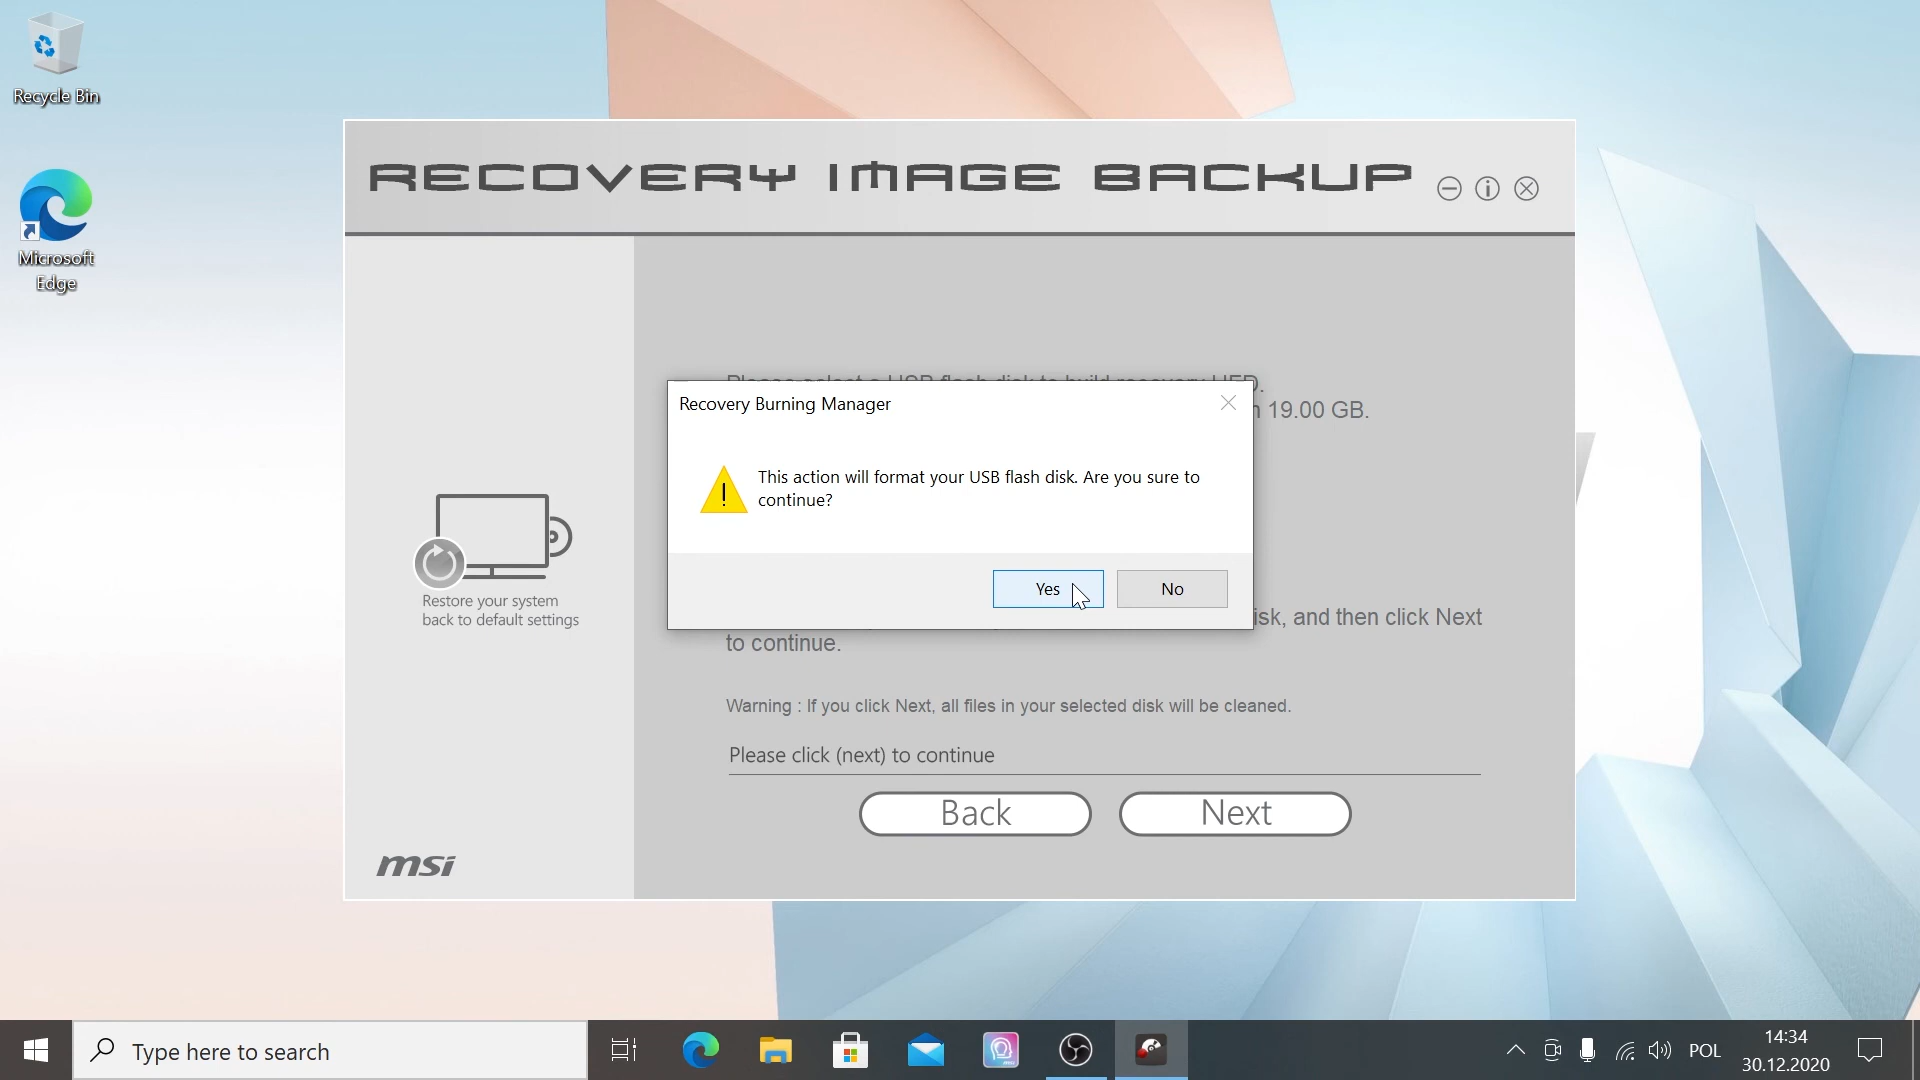 Recycle Bin
Microsoft
Edge
RECOVERY IMAGE BACKUP
19.00 GB.
Recovery Burning Manager
This action will format your USB flash disk. Are you sure to
continue?
Yes
No
Restore your system
back to default settings
disk, and then click Next
to continue.
Warning : If you click Next, all files in your selected disk will be cleaned.
Please click (next) to continue
Back
Next
msi
Type here to search
POL
14:34
30.12.2020